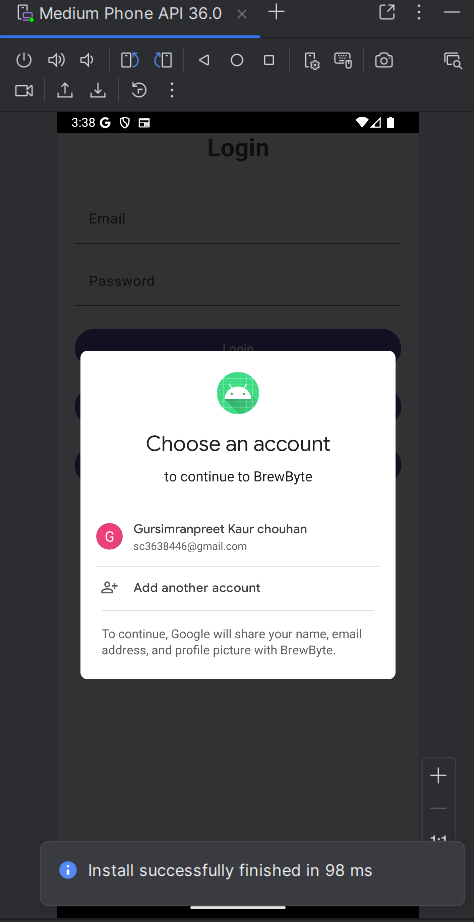 Medium Phone API 36.0
3:38
Login
Email
Password
Login
Choose an account
to continue to BrewByte
G
Gursimranpreet Kaur chouhan
sc3638446@gmail.com
Add another account
To continue, Google will share your name, email
address, and profile picture with BrewByte.
1:1
Install successfully finished in 98 ms